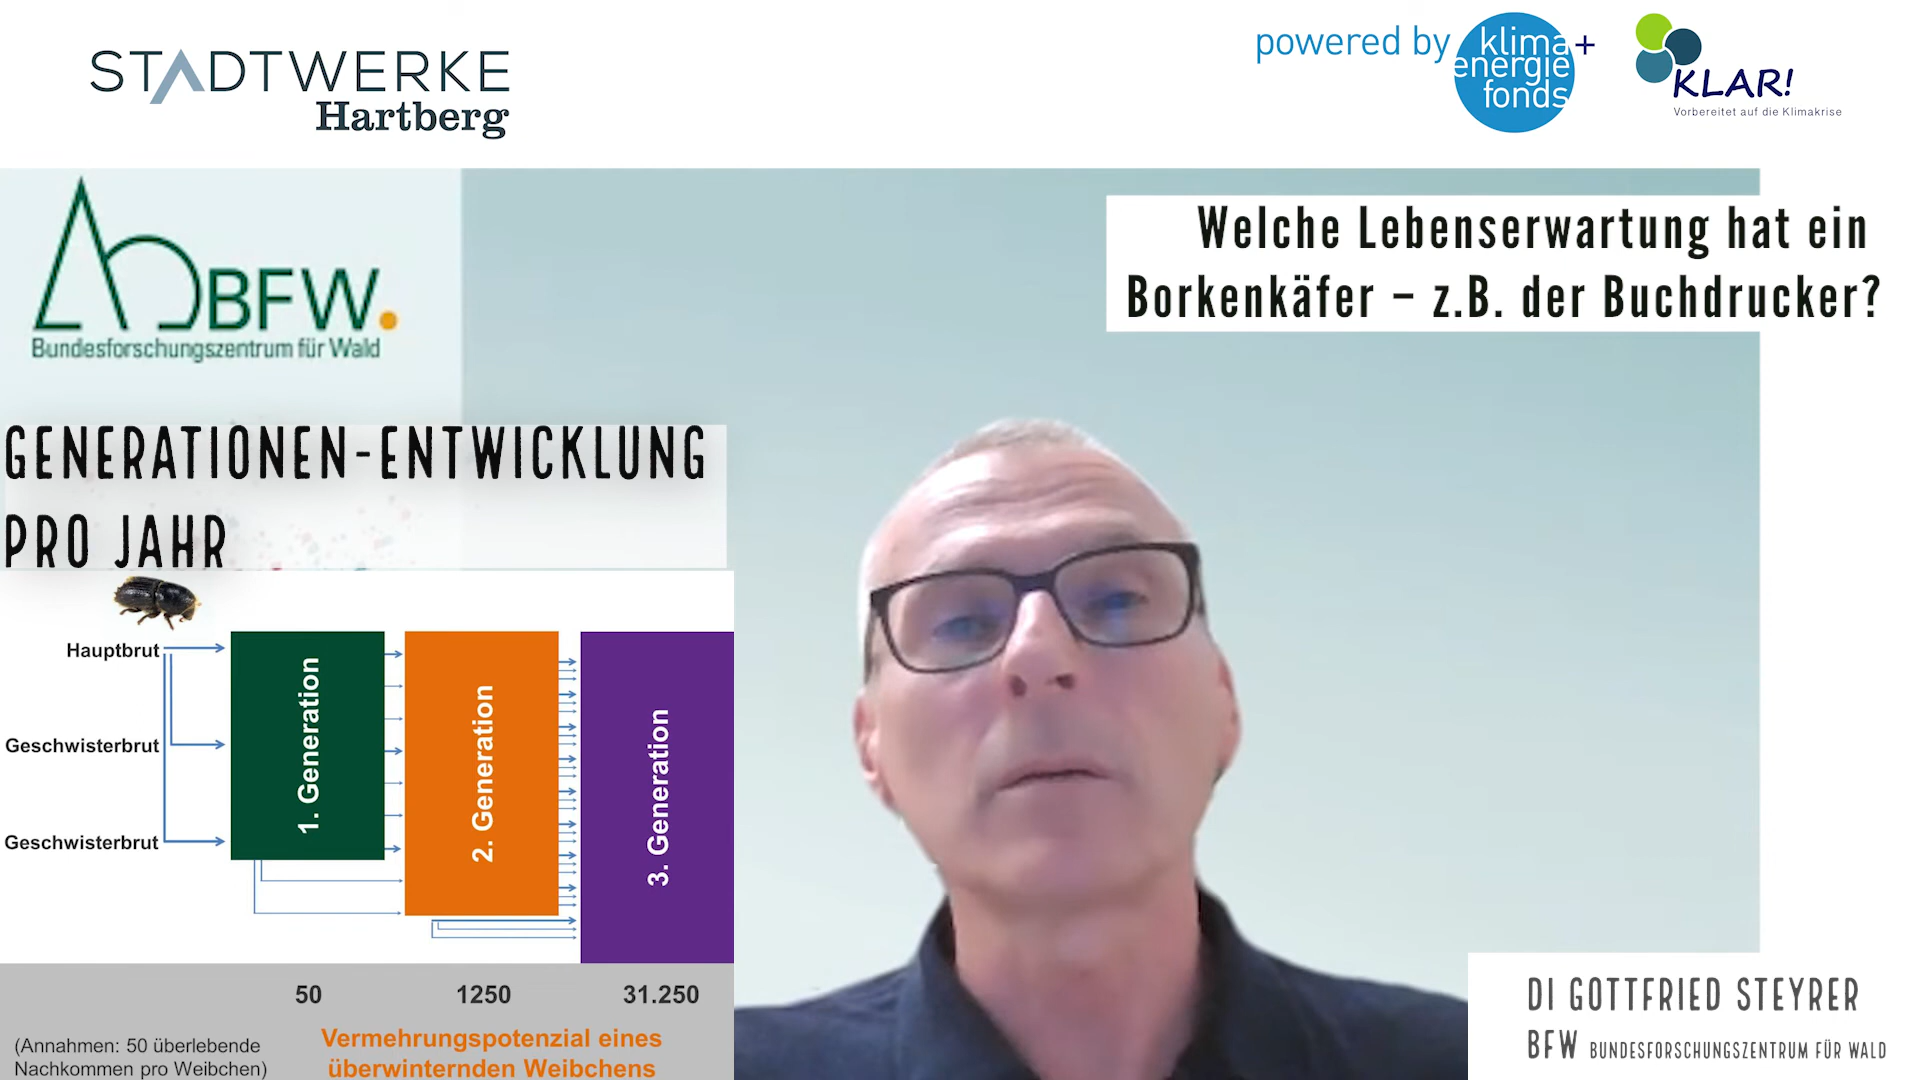 STADTWERKE
Hartberg
powered by
klima+
energie
fonds
KLAR!
Vorbereitet auf die Klimakrise
BFW.
Bundesforschungszentrum für Wald
Welche Lebenserwartung hat ein
Borkenkäfer – z.B. der Buchdrucker?
GENERATIONEN-ENTWICKLUNG
PRO JAHR
Hauptbrut
Geschwisterbrut
Geschwisterbrut
1. Generation
2. Generation
3. Generation
50 1250 31.250
(Annahmen: 50 überlebende
Nachkommen pro Weibchen)
Vermehrungspotenzial eines
überwinternden Weibchens
DI GOTTFRIED STEYRER
BFW BUNDESFORSCHUNGSZENTRUM FÜR WALD